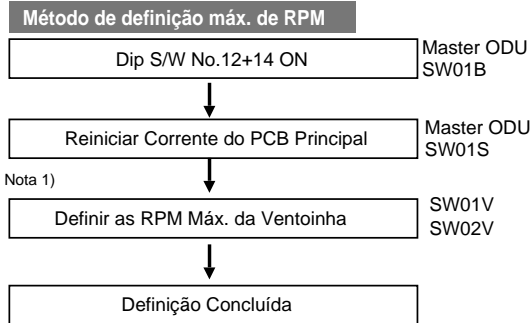 Método de definição máx. de RPM
Dip S/W No.12+14 ON
Master ODU
SW01B
Reiniciar Corrente do PCB Principal
Master ODU
SW01S
Nota 1)
Definir as RPM Máx. da Ventoinha
SW01V
SW02V
Definição Concluída